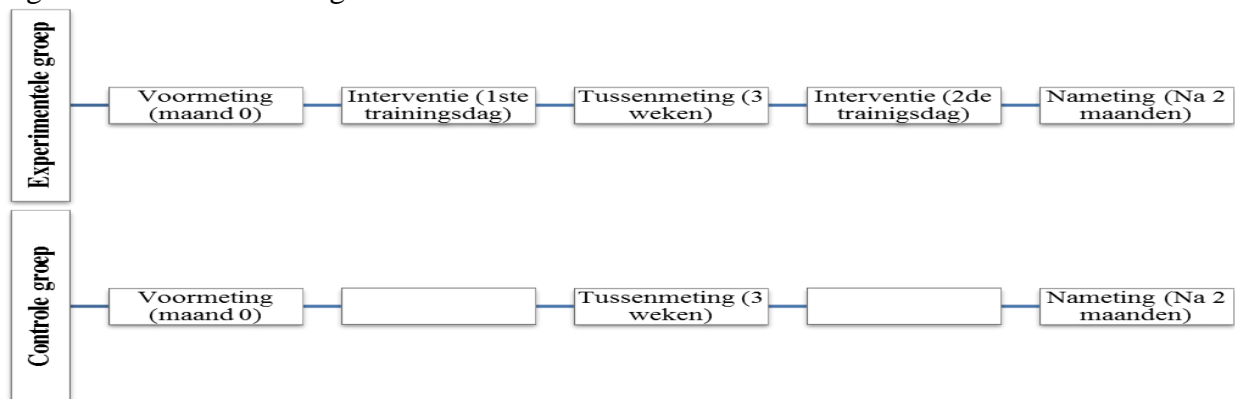 Experimentele groep
Voormeting
(maand 0)
Interventie (1ste
trainingsdag)
Tussenmeting (3
weken)
Interventie (2de
trainigsdag)
Nameting (Na 2
maanden)
Controle groep
Voormeting
(maand 0)
Tussenmeting (3
weken)
Nameting (Na 2
maanden)